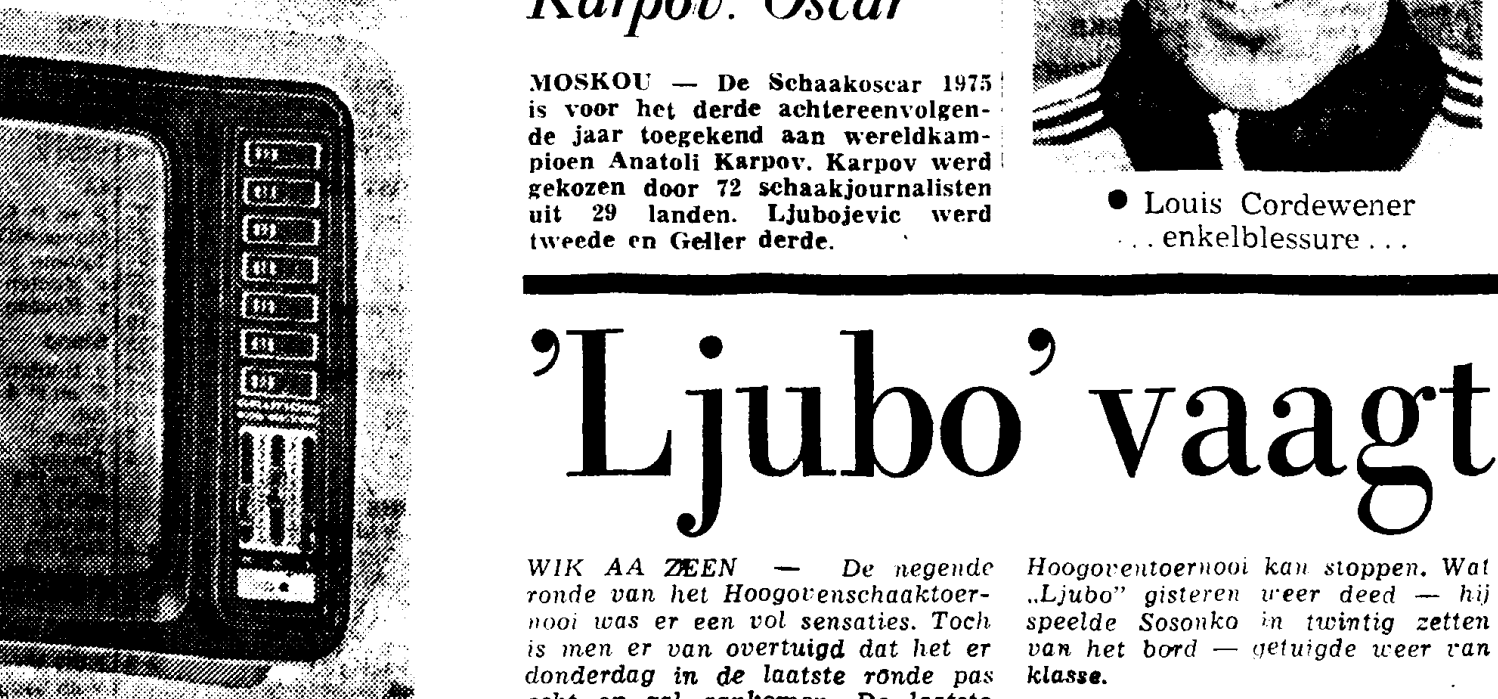 Karpov: Oscar
MOSKOU — De Schaakoscar 1975
is voor het derde achtereenvolgen-
de jaar toegekend aan wereldkam-
pioen Anatoli Karpov. Karpov werd
gekozen door 72 schaakjournalisten
uit 29 landen. Ljubojevic werd
tweede en Geller derde.
● Louis Cordewener
... enkelblessure ...
’Ljubo’ vaagt
WIK AA ZEEN — De negende
ronde van het Hoogovenschaaktoer-
nooi was er een vol sensaties. Toch
is men er van overtuigd dat het er
donderdag in de laatste ronde pas
De laatste
Hoogoventoernooi kan stoppen. Wat
„Ljubo” gisteren weer deed — hij
speelde Sosonko in twintig zetten
van het bord — getuigde weer van
klasse.